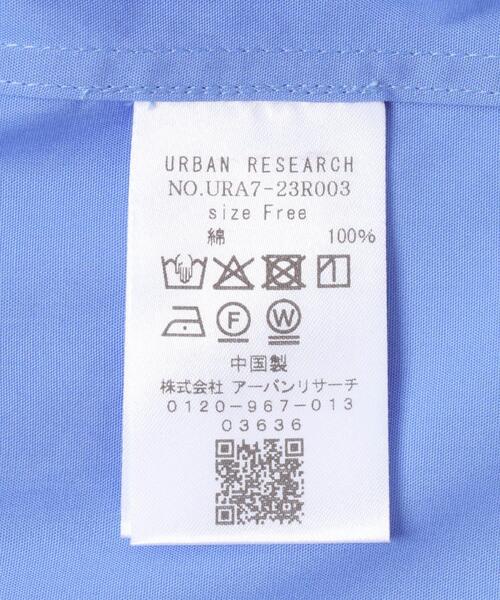 URBAN RESEARCH
NO.URA7-23R003
size Free
綿 100%
F W
中国製
株式会社 アーバンリサーチ
0120-967-013
03636